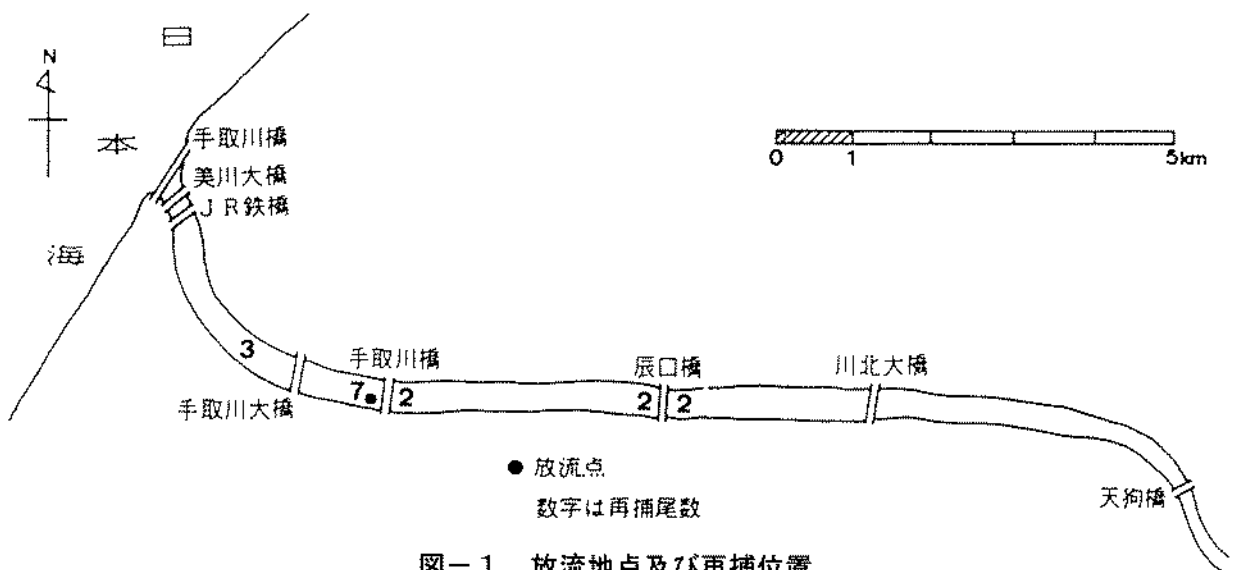 日
本
海
N
手取川橋
美川大橋
JR鉄橋
0 1 5km
3
手取川大橋
7
手取川橋
2
辰口橋
2 2
川北大橋
天狗橋
● 放流点
数字は再捕尾数
図－1 放流地点及び再捕位置